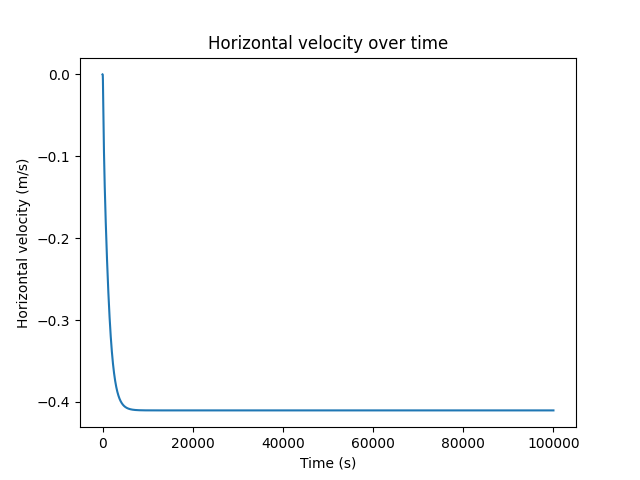 Horizontal velocity over time
0.0
−0.1
−0.2
−0.3
−0.4
Horizontal velocity (m/s)
0 20000 40000 60000 80000 100000
Time (s)